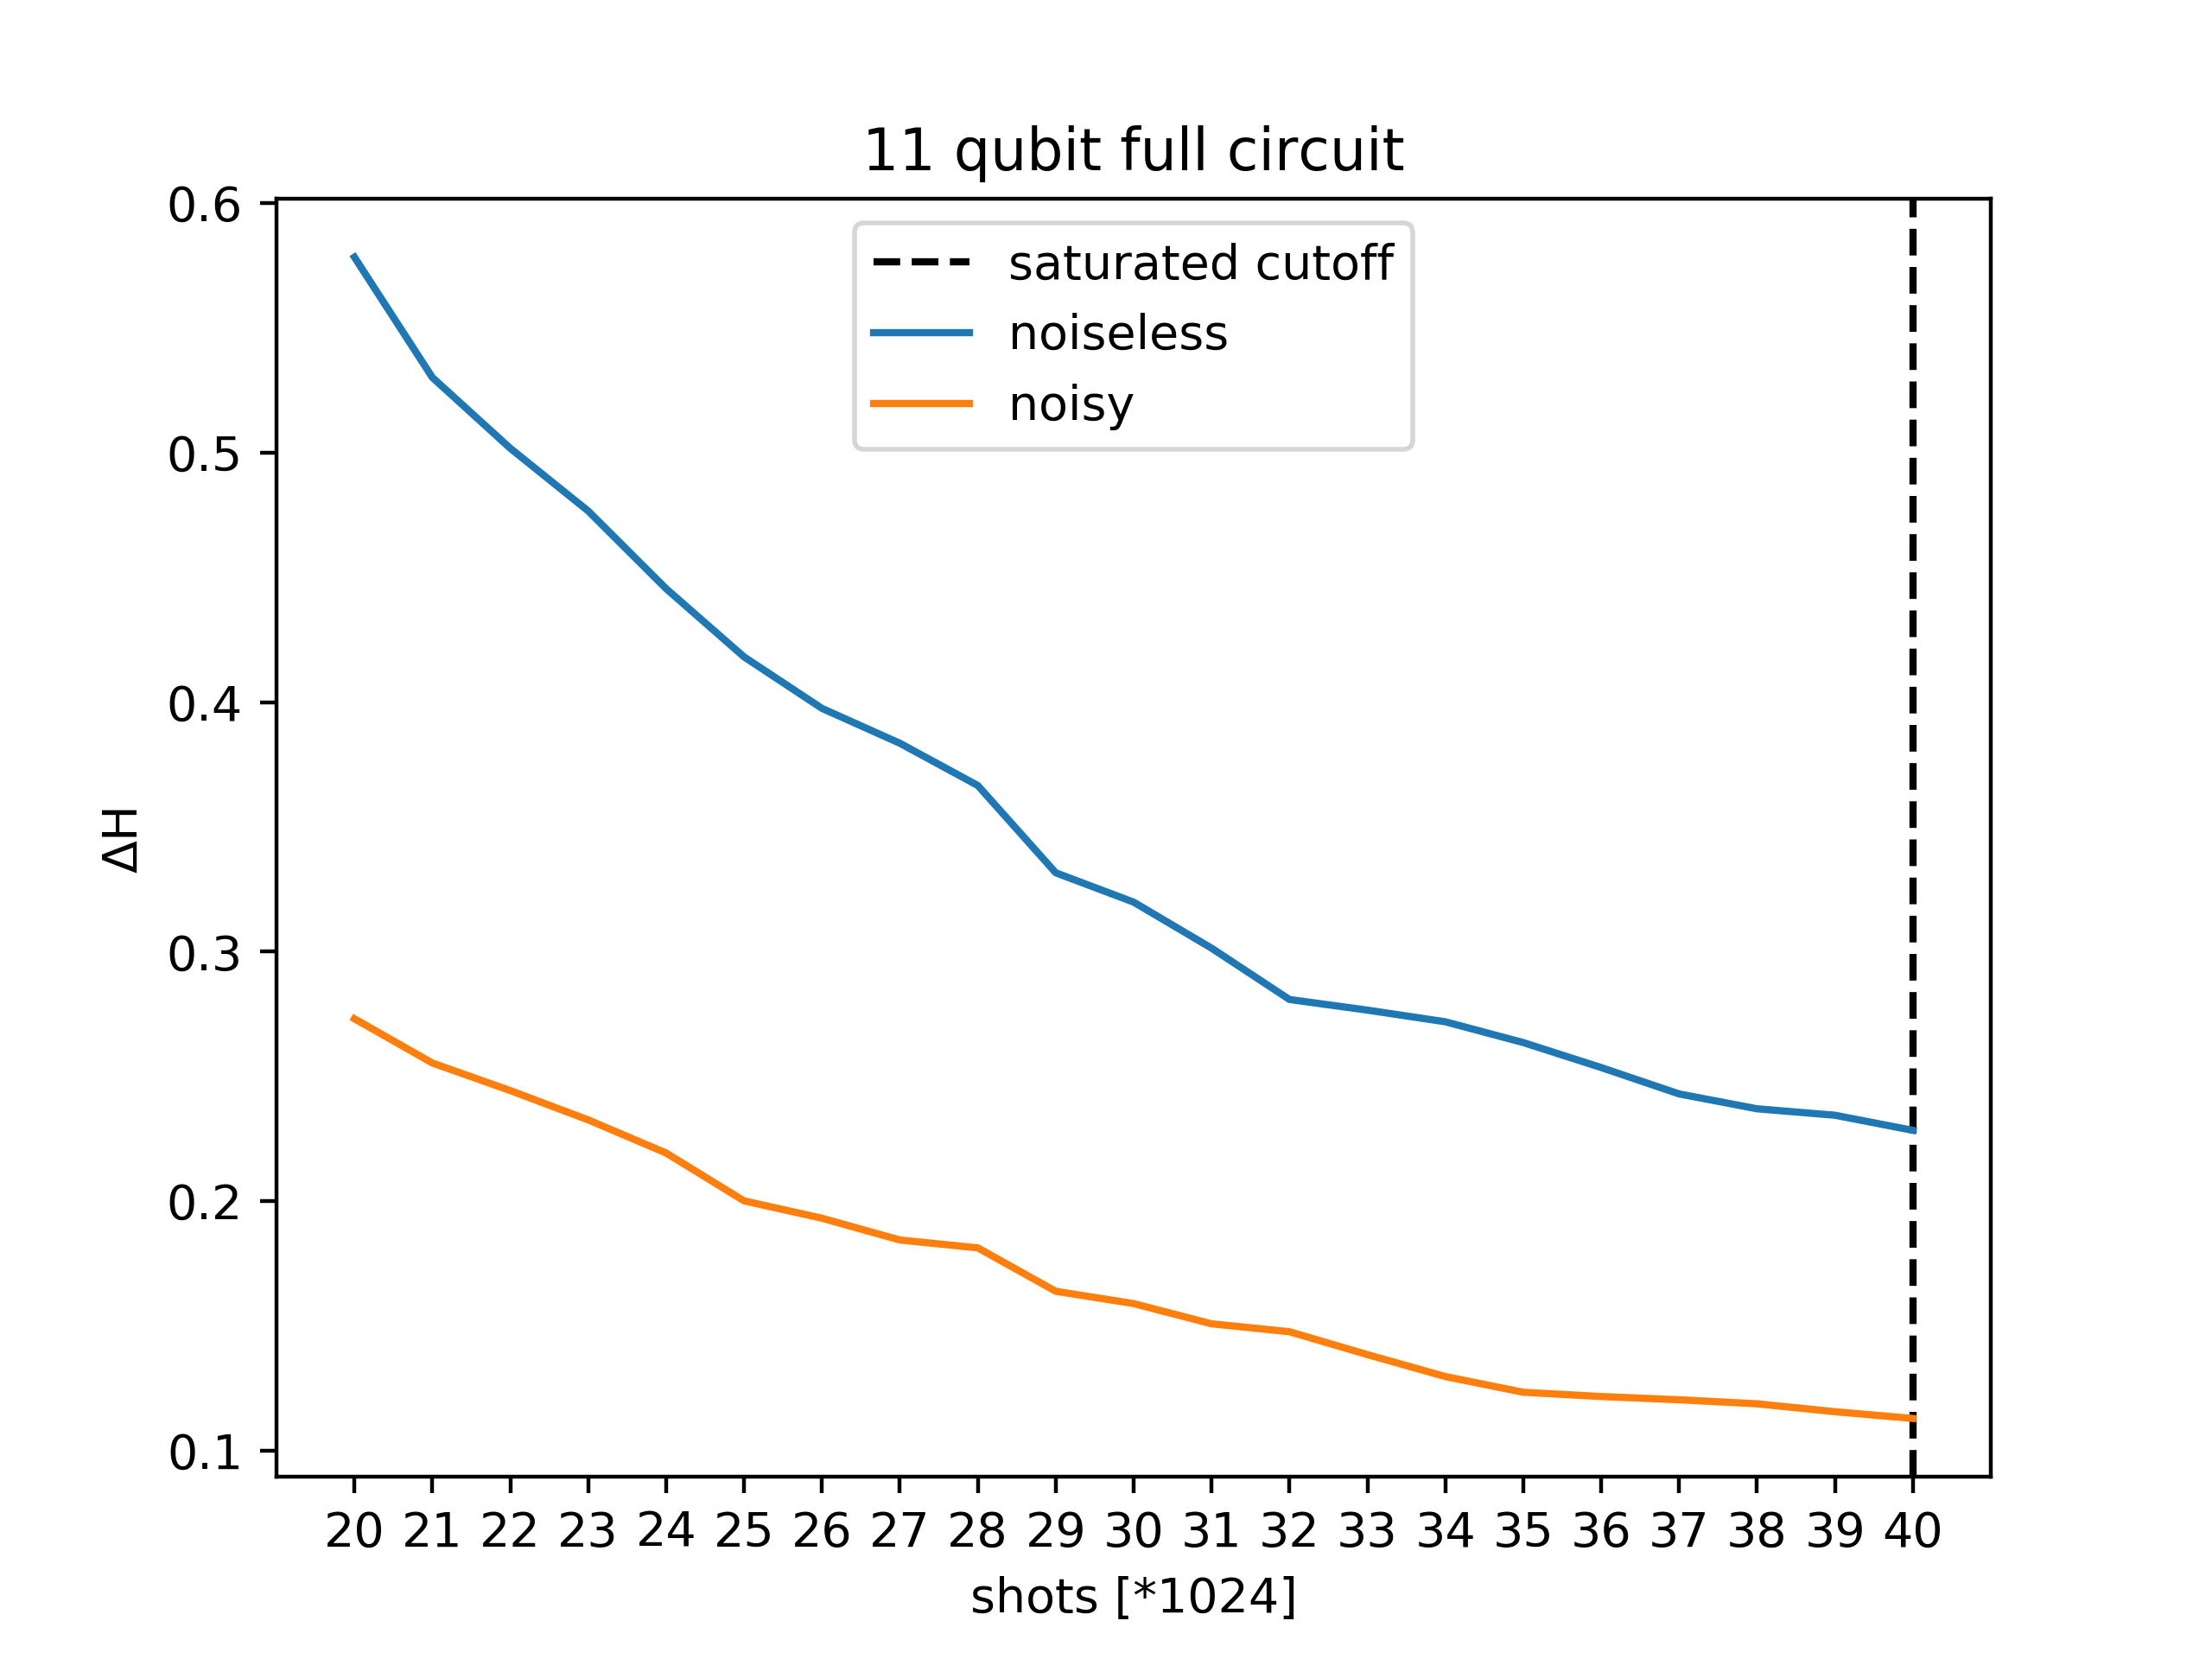 11 qubit full circuit
saturated cutoff
noiseless
noisy
0.6
0.5
0.4
0.3
0.2
0.1
ΔH
20 21 22 23 24 25 26 27 28 29 30 31 32 33 34 35 36 37 38 39 40
shots [*1024]